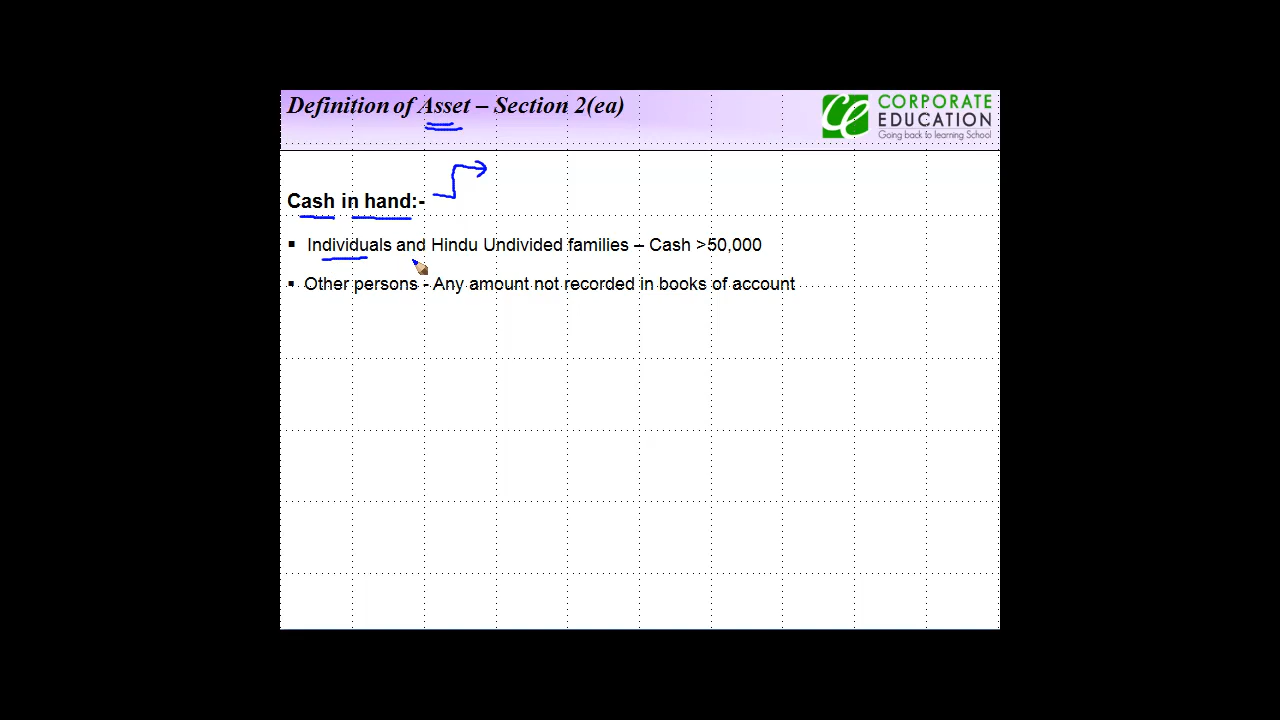 Definition of Asset – Section 2(ea)
CORPORATE
EDUCATION
Going back to learning School
Cash in hand:-
▪ Individuals and Hindu Undivided families – Cash >50,000
▪ Other persons - Any amount not recorded in books of account